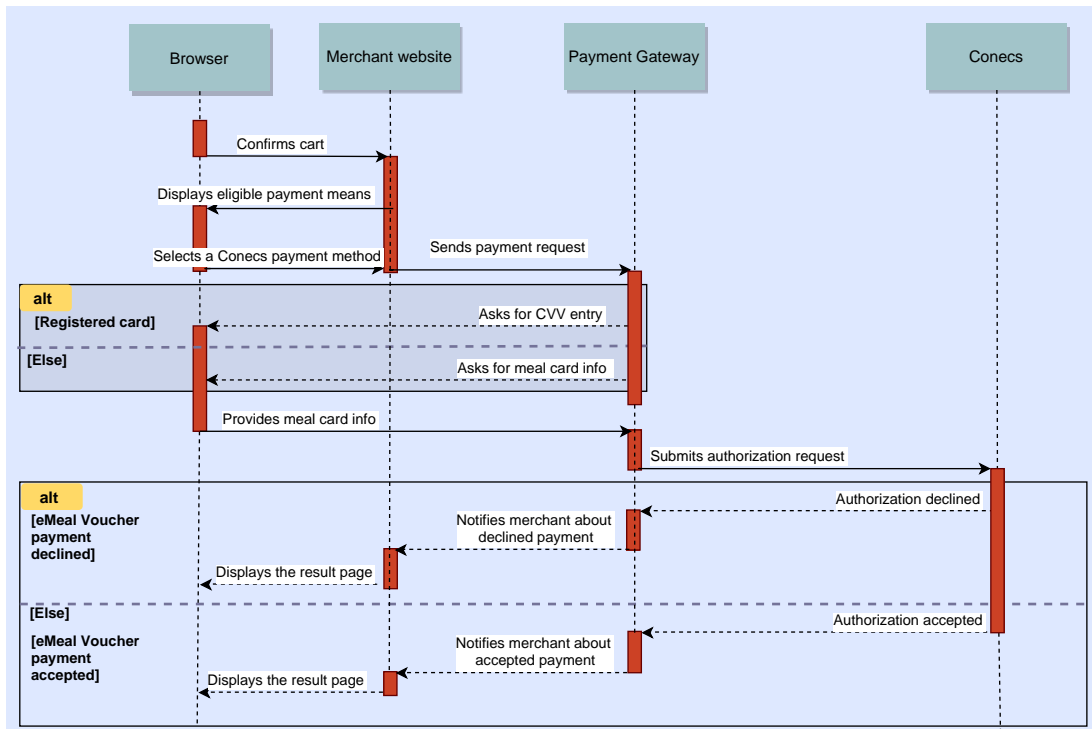 Browser
Merchant website
Payment Gateway
Conecs
Confirms cart
Displays eligible payment means
Selects a Conecs payment method
Sends payment request
alt
[Registered card]
Asks for CVV entry
[Else]
Asks for meal card info
Provides meal card info
Submits authorization request
alt
[eMeal Voucher
payment
declined]
Authorization declined
Notifies merchant about
declined payment
Displays the result page
[Else]
[eMeal Voucher
payment
accepted]
Authorization accepted
Notifies merchant about
accepted payment
Displays the result page